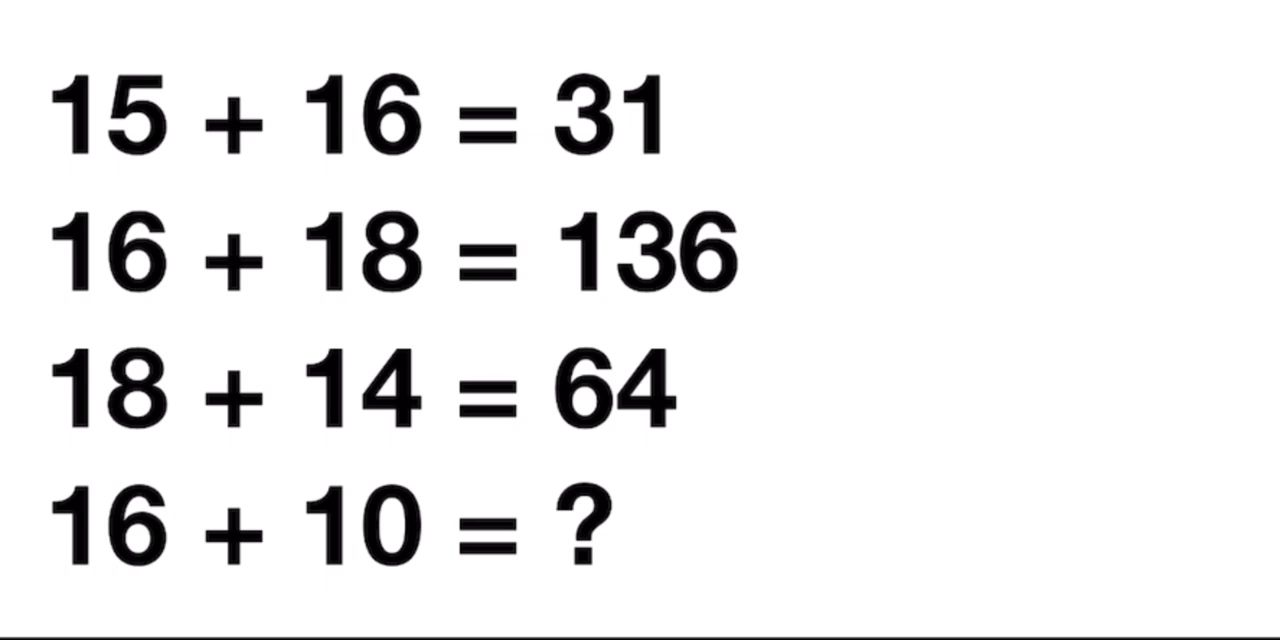 15 + 16 = 31
16 + 18 = 136
18 + 14 = 64
16 + 10 = ?